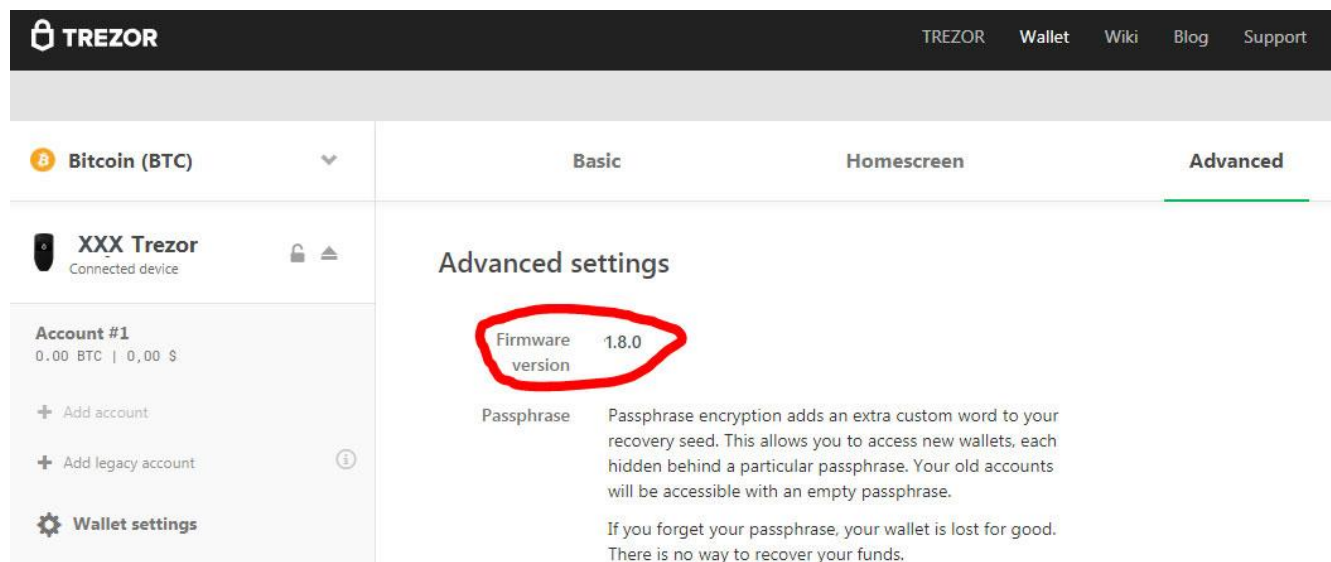 TREZOR
TREZOR Wallet Wiki Blog Support
Bitcoin (BTC)
Basic Homescreen Advanced
XXX Trezor
Connected device
Account #1
0.00 BTC | 0,00 $
Add account
Add legacy account
Wallet settings
Advanced settings
Firmware version
1.8.0
Passphrase
Passphrase encryption adds an extra custom word to your
recovery seed. This allows you to access new wallets, each
hidden behind a particular passphrase. Your old accounts
will be accessible with an empty passphrase.
If you forget your passphrase, your wallet is lost for good.
There is no way to recover your funds.